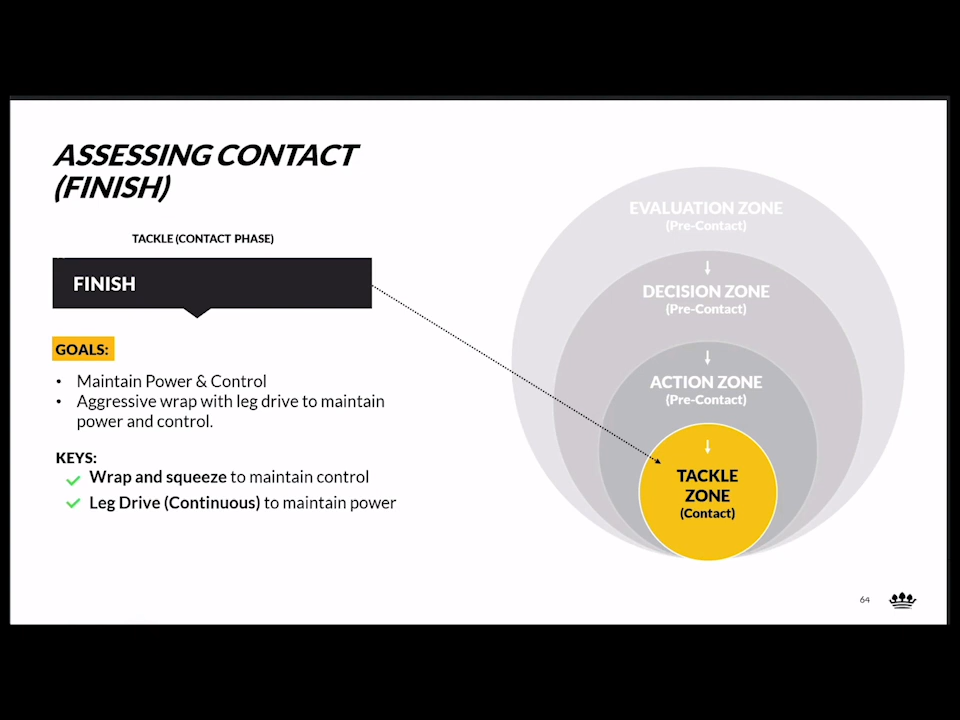 ASSESSING CONTACT
(FINISH)
TACKLE (CONTACT PHASE)
FINISH
GOALS:
• Maintain Power & Control
• Aggressive wrap with leg drive to maintain
power and control.
KEYS:
Wrap and squeeze to maintain control
Leg Drive (Continuous) to maintain power
EVALUATION ZONE
(Pre-Contact)
DECISION ZONE
(Pre-Contact)
ACTION ZONE
(Pre-Contact)
TACKLE
ZONE
(Contact)
64